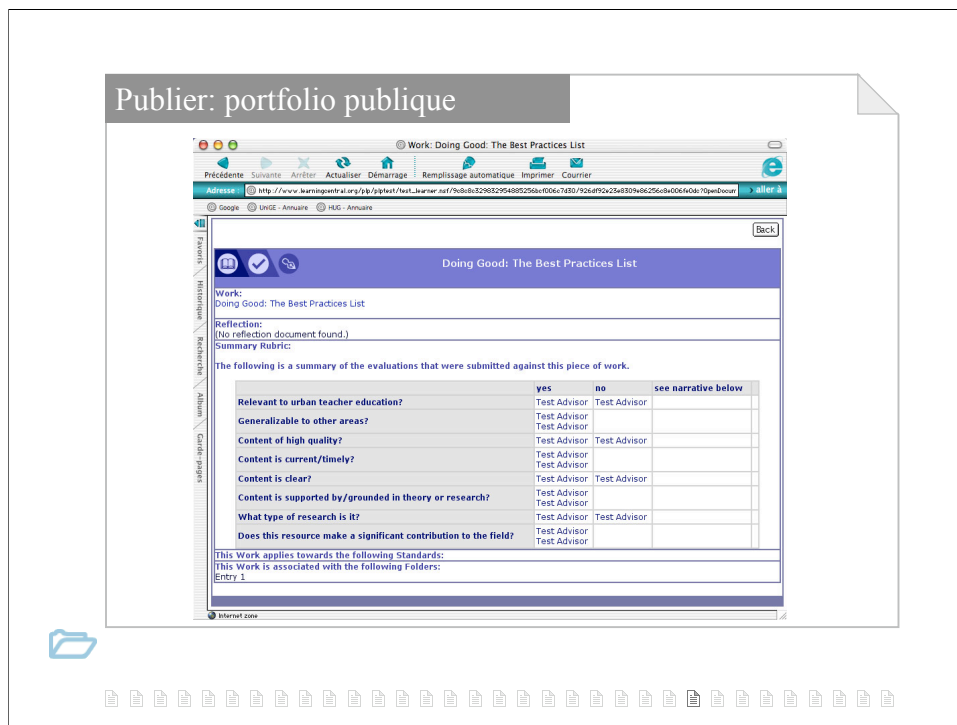 Publier: portfolio publique
Work: Doing Good: The Best Practices List
Précédente Suivante Arrêter Actualiser Démarrage Remplissage automatique Imprimer Courrier
Adresse
aller à
Google UniGE - Annuaire HUG - Annuaire
Favoris
Historique
Recherche
Album
Garde-pages
Back
Doing Good: The Best Practices List
Work:
Doing Good: The Best Practices List
Reflection:
(No reflection document found.)
Summary Rubric:
The following is a summary of the evaluations that were submitted against this piece of work.
yes no see narrative below
Relevant to urban teacher education? Test Advisor Test Advisor
Generalizable to other areas? Test Advisor
Test Advisor
Content of high quality? Test Advisor Test Advisor
Content is current/timely? Test Advisor
Test Advisor
Content is clear? Test Advisor Test Advisor
Content is supported by/grounded in theory or research? Test Advisor
Test Advisor
What type of research is it? Test Advisor Test Advisor
Does this resource make a significant contribution to the field? Test Advisor
Test Advisor
This Work applies towards the following Standards:
This Work is associated with the following Folders:
Entry 1
Internet zone